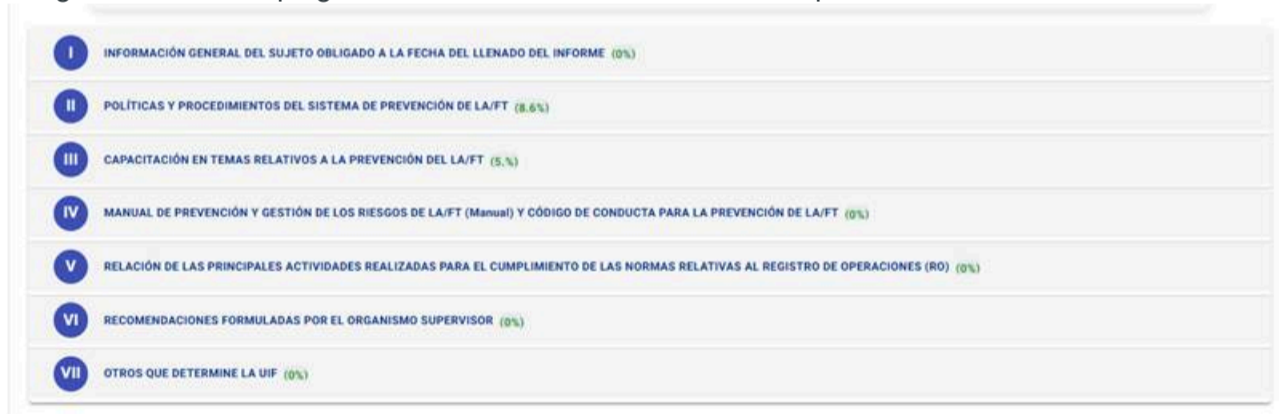 I INFORMACIÓN GENERAL DEL SUJETO OBLIGADO A LA FECHA DEL LLENADO DEL INFORME (0%)
II POLÍTICAS Y PROCEDIMIENTOS DEL SISTEMA DE PREVENCIÓN DE LA/FT (8.6%)
III CAPACITACIÓN EN TEMAS RELATIVOS A LA PREVENCIÓN DEL LA/FT (5.%)
IV MANUAL DE PREVENCIÓN Y GESTIÓN DE LOS RIESGOS DE LA/FT (Manual) Y CÓDIGO DE CONDUCTA PARA LA PREVENCIÓN DE LA/FT (0%)
V RELACIÓN DE LAS PRINCIPALES ACTIVIDADES REALIZADAS PARA EL CUMPLIMIENTO DE LAS NORMAS RELATIVAS AL REGISTRO DE OPERACIONES (RO) (0%)
VI RECOMENDACIONES FORMULADAS POR EL ORGANISMO SUPERVISOR (0%)
VII OTROS QUE DETERMINE LA UIF (0%)